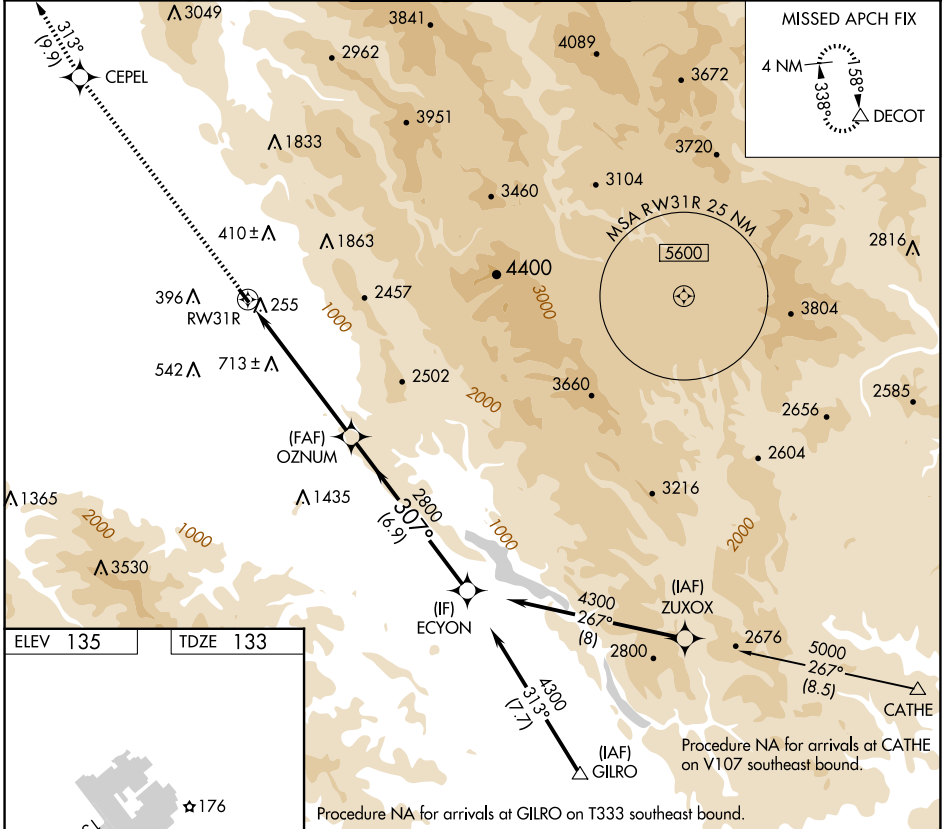 3049
3841
2962
4089
3672
MISSED APCH FIX
4 NM
158°
338°
DECOT
313°
(9.9)
CEPEL
3951
1833
3720
3460
3104
MSA RW31R 25 NM
5600
410±
1863
2816
4400
396
RW31R
255
2457
1000
3000
3804
542
713±
2502
2000
3660
2656
2585
(FAF)
OZNUM
2604
1365
1435
3216
2000
1000
2800
307°
(6.9)
1000
2000
3530
(IF)
ECYON
4300
267°
(8)
(IAF)
ZUXOX
2800
2676
5000
267°
(8.5)
CATHE
ELEV 135
TDZE 133
4300
313°
(7.7)
(IAF)
GILRO
Procedure NA for arrivals at CATHE
on V107 southeast bound.
176
Procedure NA for arrivals at GILRO on T333 southeast bound.